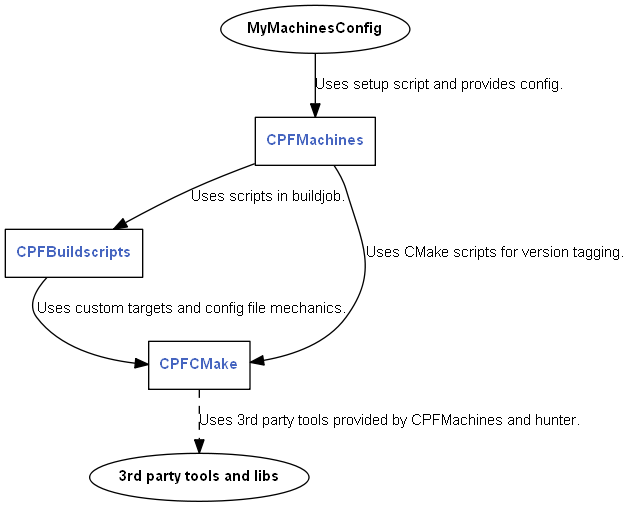 MyMachinesConfig
Uses setup script and provides config.
CPFMachines
Uses scripts in buildjob.
CPFBuildscripts
Uses CMake scripts for version tagging.
Uses custom targets and config file mechanics.
CPFCMake
Uses 3rd party tools provided by CPFMachines and hunter.
3rd party tools and libs